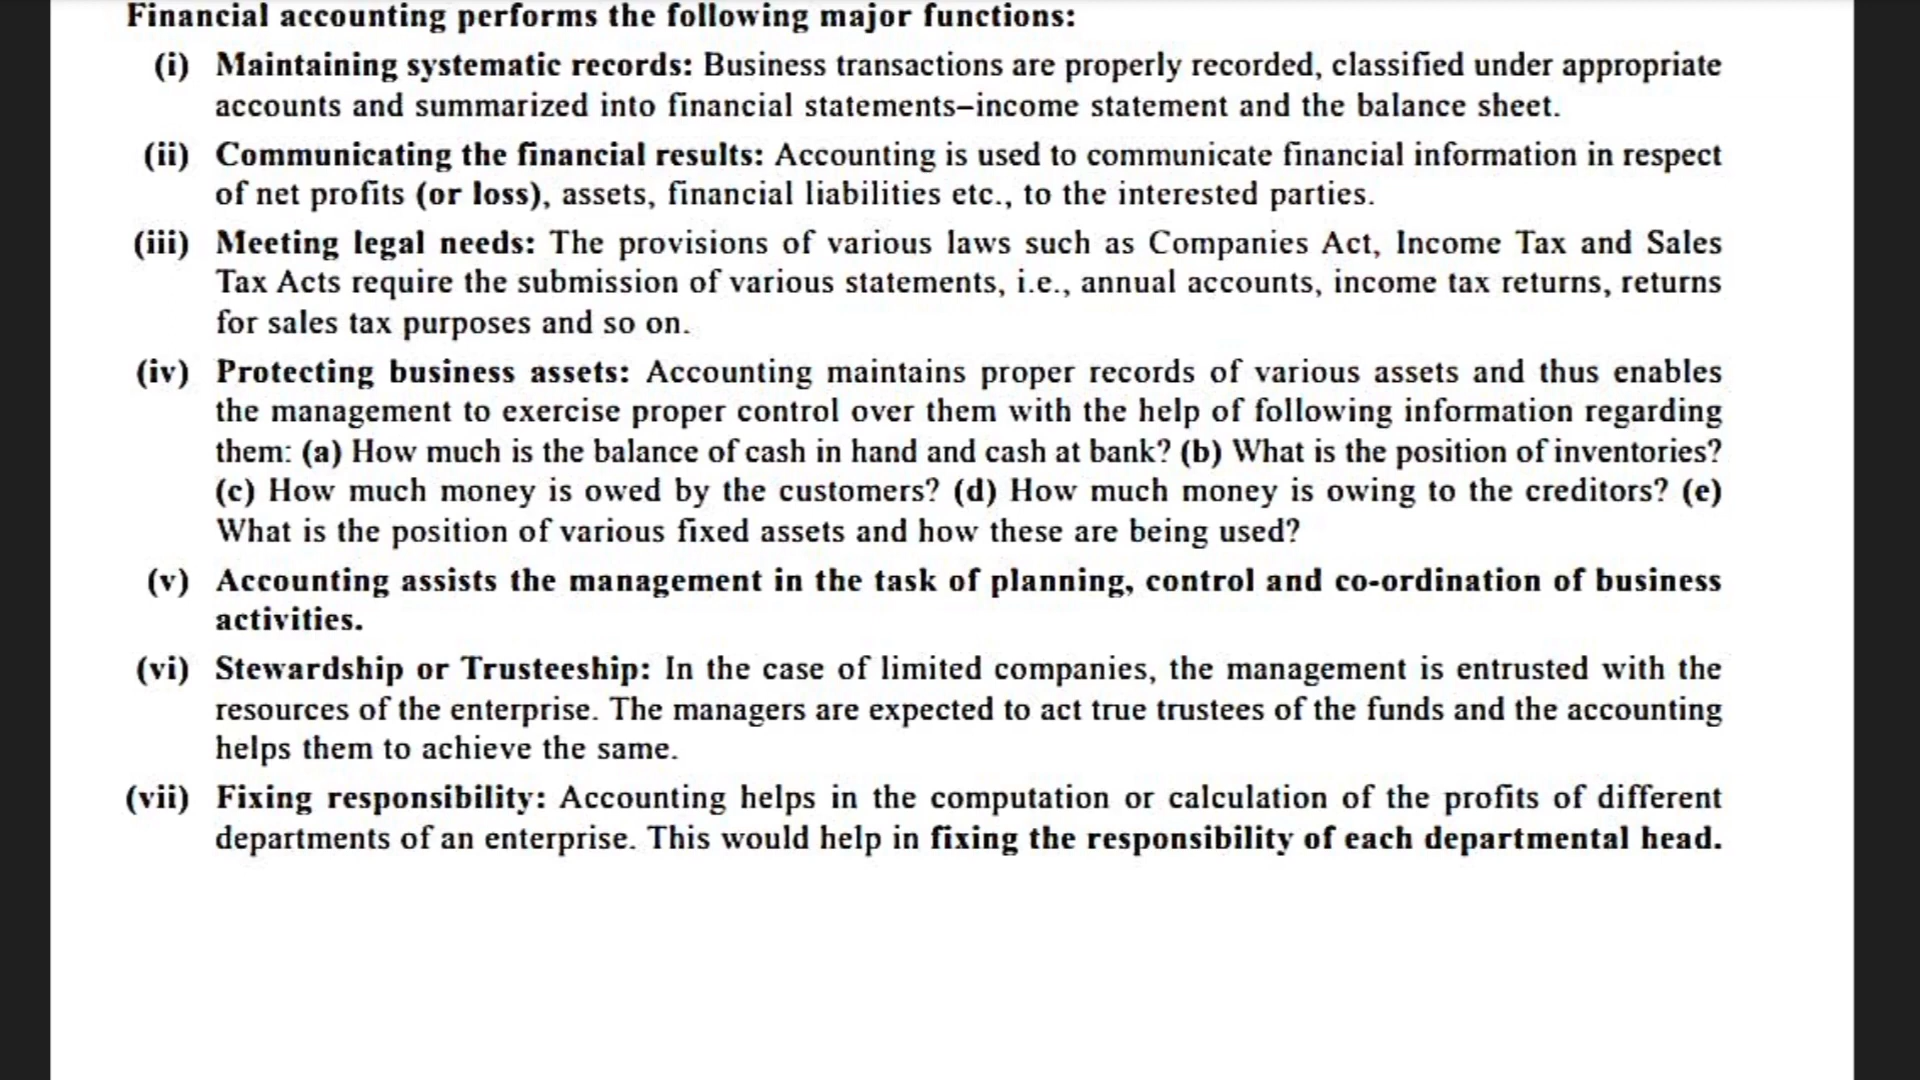 Financial accounting performs the following major functions:
(i) Maintaining systematic records: Business transactions are properly recorded, classified under appropriate
accounts and summarized into financial statements–income statement and the balance sheet.
(ii) Communicating the financial results: Accounting is used to communicate financial information in respect
of net profits (or loss), assets, financial liabilities etc., to the interested parties.
(iii) Meeting legal needs: The provisions of various laws such as Companies Act, Income Tax and Sales
Tax Acts require the submission of various statements, i.e., annual accounts, income tax returns, returns
for sales tax purposes and so on.
(iv) Protecting business assets: Accounting maintains proper records of various assets and thus enables
the management to exercise proper control over them with the help of following information regarding
them: (a) How much is the balance of cash in hand and cash at bank? (b) What is the position of inventories?
(c) How much money is owed by the customers? (d) How much money is owing to the creditors? (e)
What is the position of various fixed assets and how these are being used?
(v) Accounting assists the management in the task of planning, control and co-ordination of business
activities.
(vi) Stewardship or Trusteeship: In the case of limited companies, the management is entrusted with the
resources of the enterprise. The managers are expected to act true trustees of the funds and the accounting
helps them to achieve the same.
(vii) Fixing responsibility: Accounting helps in the computation or calculation of the profits of different
departments of an enterprise. This would help in fixing the responsibility of each departmental head.